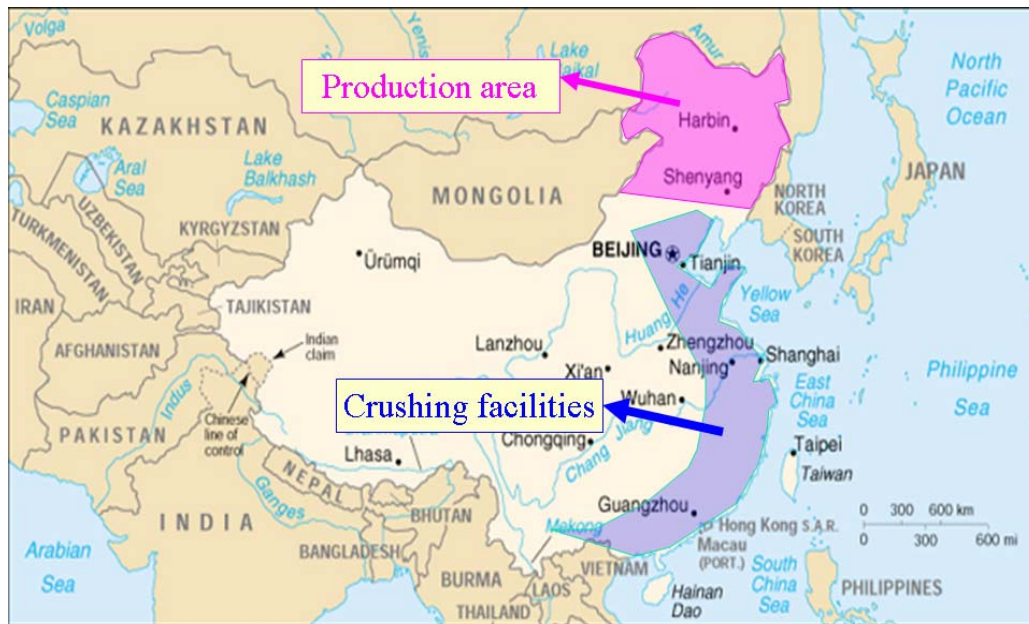 Volga
Yenis
Lake
aikal
Amur
North
Pacific
Ocean
Production area
Harbin
Caspian
Sea
KAZAKHSTAN
Aral
Sea
Lake
Balkhash
MONGOLIA
Shenyang
JAPAN
NORTH
KOREA
UZBEKISTAN
TURKMENISTAN
KYRGYZSTAN
SOUTH
KOREA
BEIJING
Tianjin
Ürümqi
IRAN
TAJIKISTAN
Yellow
Sea
Huang
He
AFGHANISTAN
Indian
claim
Lanzhou
Zhengzhou
Xi'an
Nanjing
Shanghai
Crushing facilities
Wuhan
East
China
Sea
Philippine
Sea
Indus
PAKISTAN
Chinese
line of
control
Chongqing
Chang
Jiang
Lhasa
Taipei
Taiwan
NEPAL
Ganges
BHUTAN
INDIA
Guangzhou
0 300 600 km
0 300 600 mi
Mekong
Hong Kong S.A.R.
Macau
(PORT.)
BANGLADESH
Arabian
Sea
BURMA
VIETNAM
LAOS
Hainan
Dao
South
China
Sea
PHILIPPINES
THAILAND